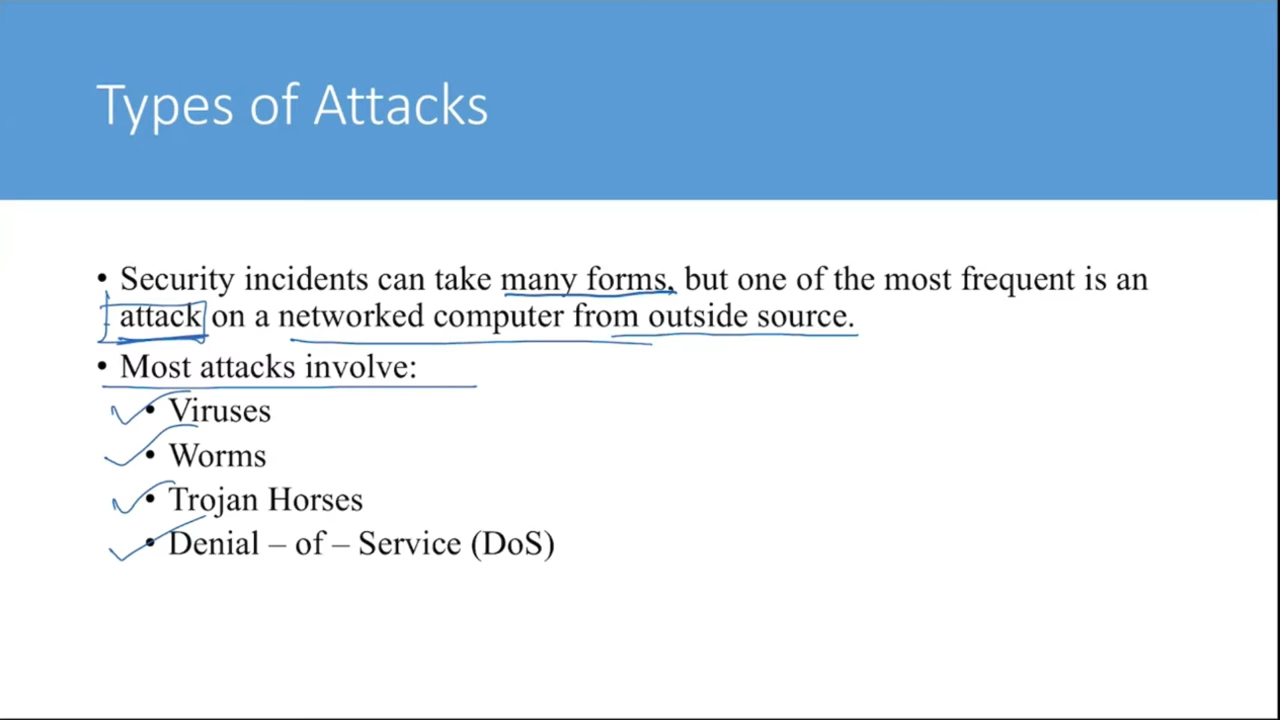 Types of Attacks
• Security incidents can take many forms, but one of the most frequent is an
attack on a networked computer from outside source.
• Most attacks involve:
• Viruses
• Worms
• Trojan Horses
• Denial – of – Service (DoS)